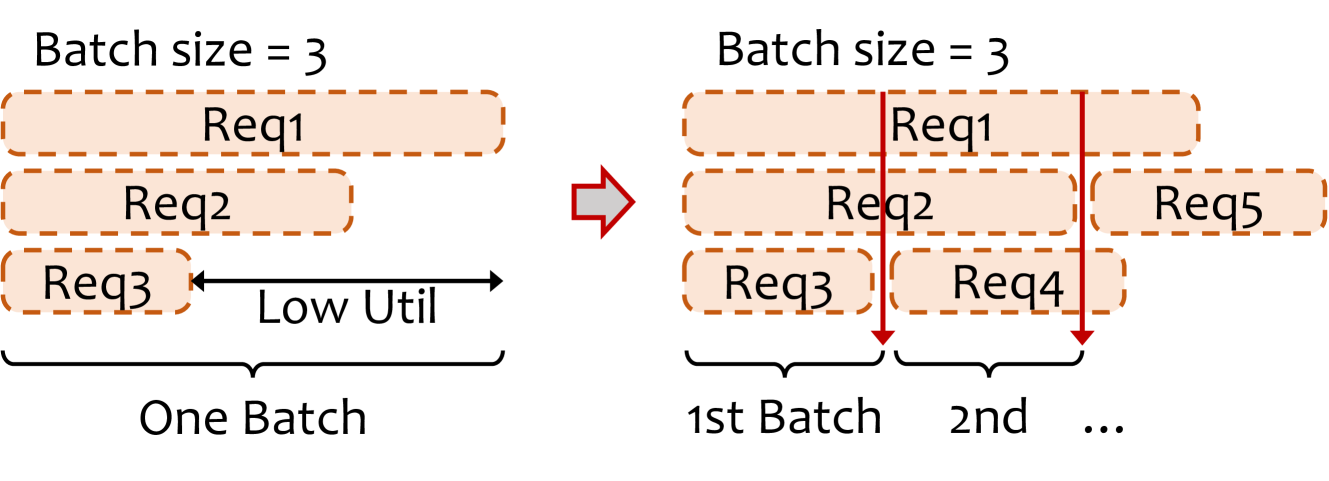 Batch size = 3
Req1
Req2
Req3
Low Util
One Batch
Batch size = 3
Req1
Req2
Req5
Req3
Req4
1st Batch
2nd
...